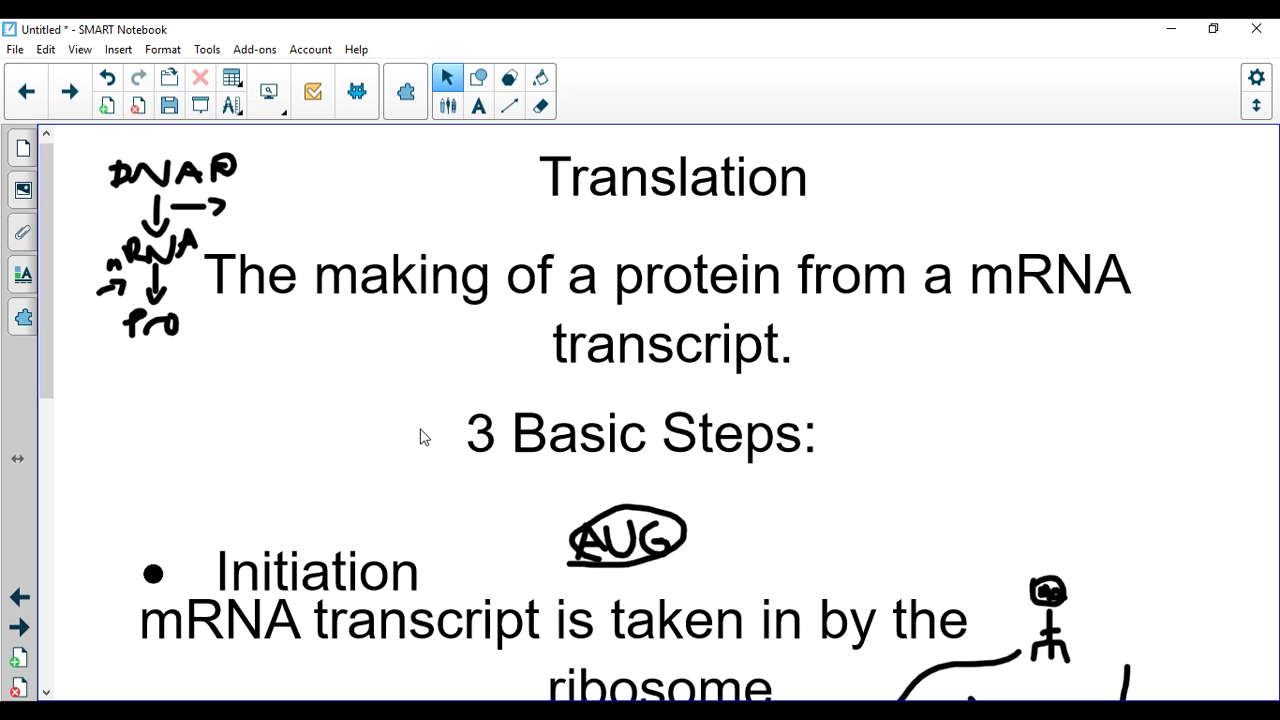 Untitled * - SMART Notebook
File Edit View Insert Format Tools Add-ons Account Help
DNA
Translation
mRNA
The making of a protein from a mRNA
Pro
transcript.
3 Basic Steps:
AUG
● Initiation
mRNA transcript is taken in by the
ribosome